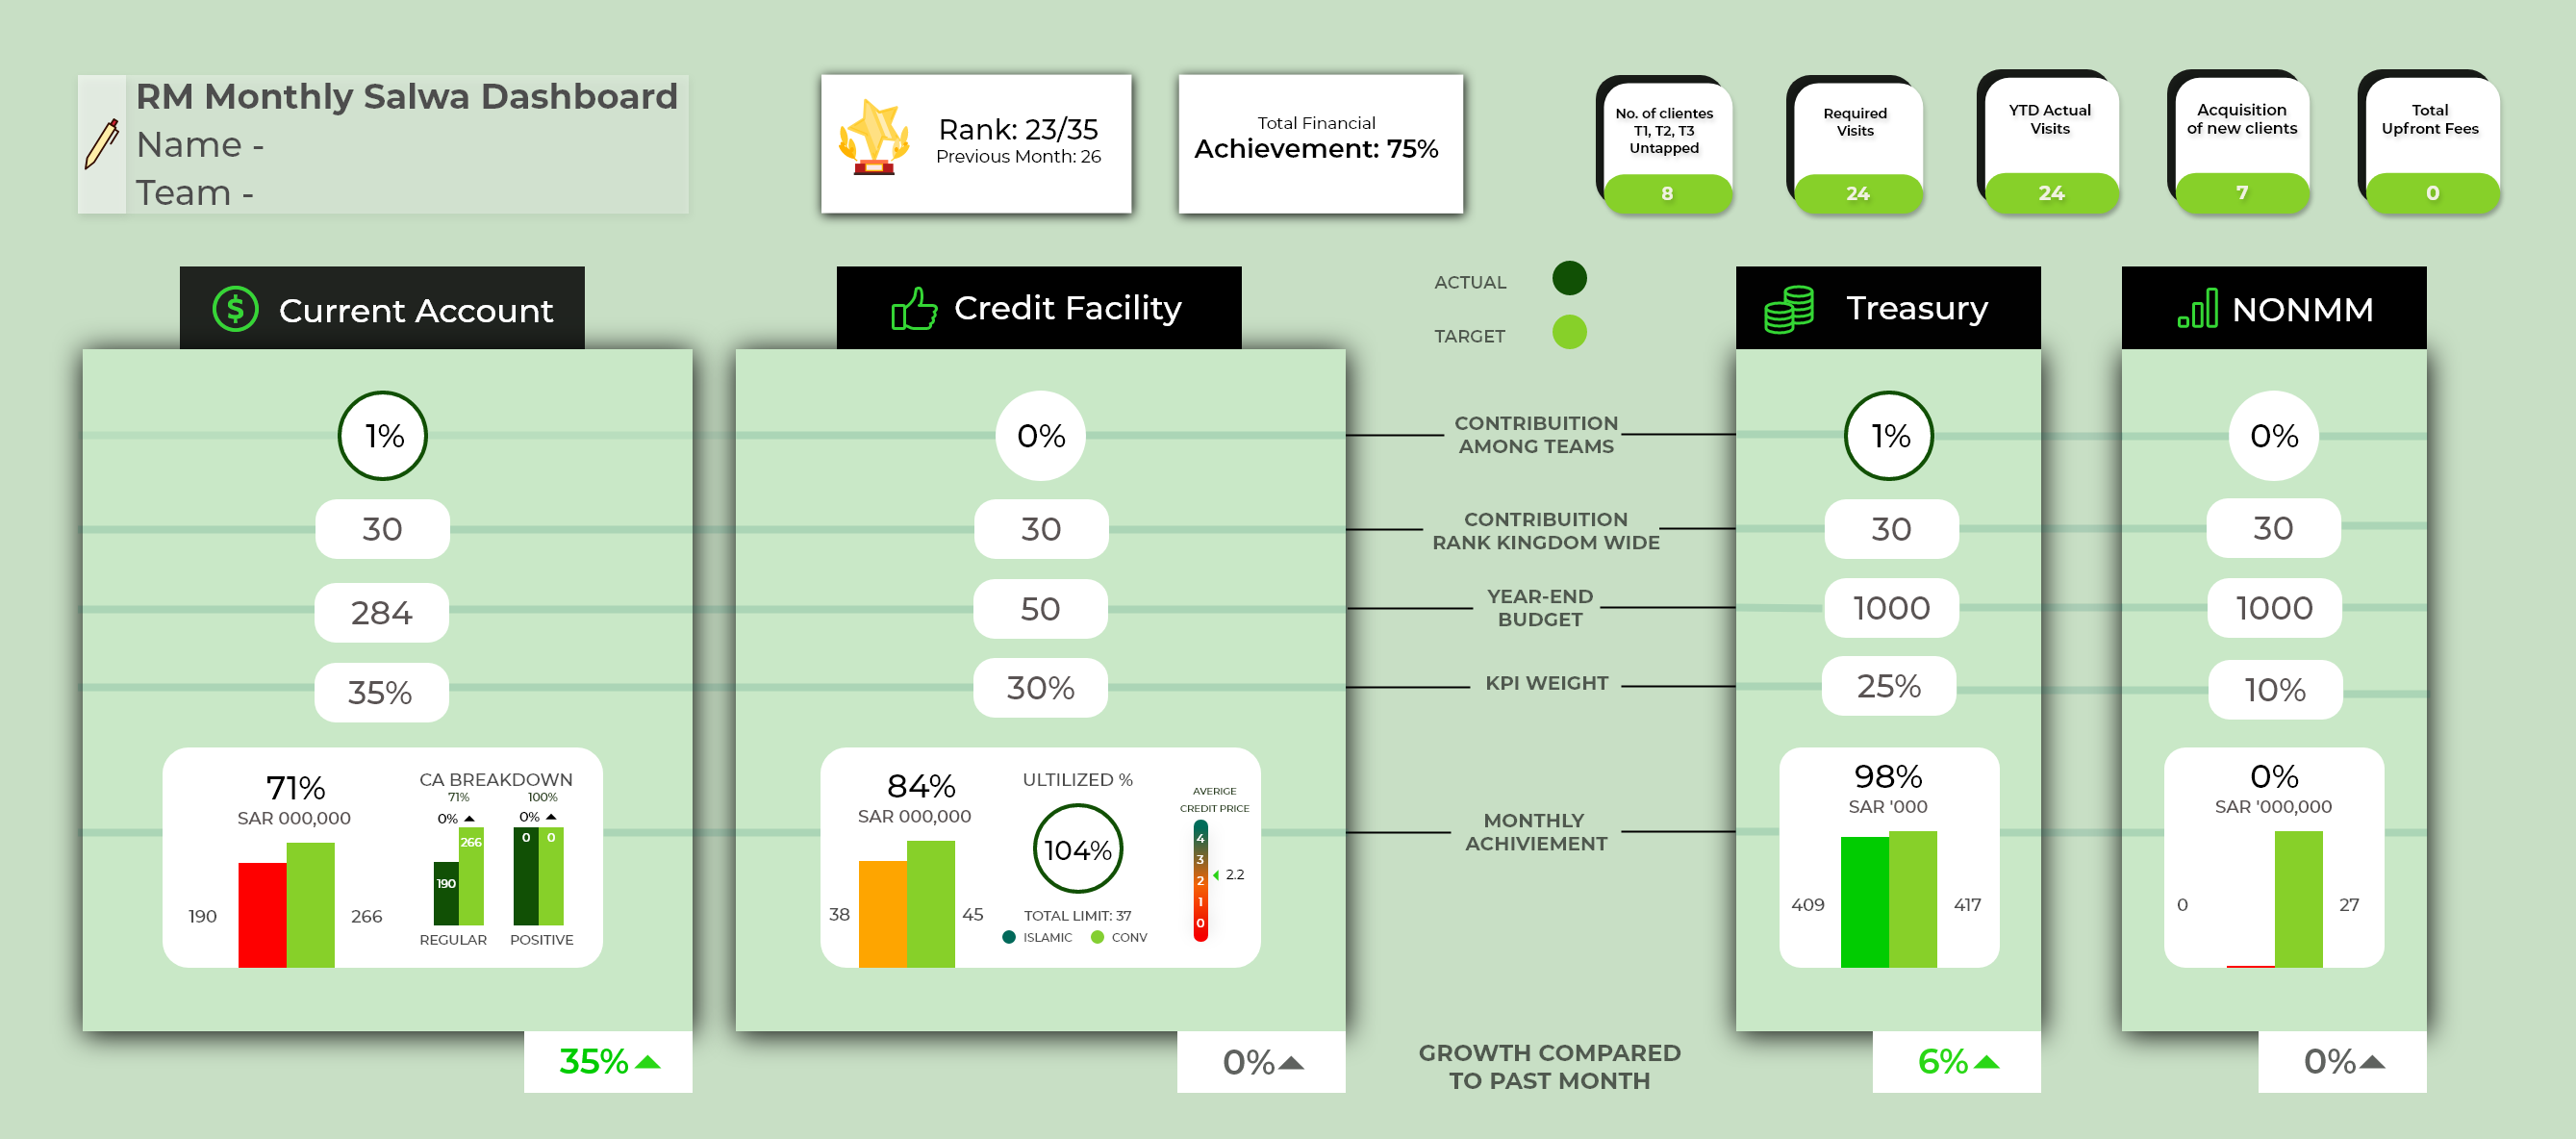 RM Monthly Salwa Dashboard
Name -
Team -
Rank: 23/35
Previous Month: 26
Total Financial
Achievement: 75%
No. of clientes
T1, T2, T3
Untapped
8
Required
Visits
24
YTD Actual
Visits
24
Acquisition
of new clients
7
Total
Upfront Fees
0
ACTUAL
TARGET
$ Current Account
1%
30
284
35%
71%
SAR 000,000
190
266
CA BREAKDOWN
71%
100%
0%
0%
190
266
0
0
REGULAR
POSITIVE
35%
Credit Facility
0%
30
50
30%
84%
SAR 000,000
38
45
ULTILIZED %
104%
TOTAL LIMIT: 37
ISLAMIC
CONV
AVERIGE
CREDIT PRICE
4
3
2
1
0
2.2
0%
CONTRIBUITION
AMONG TEAMS
CONTRIBUITION
RANK KINGDOM WIDE
YEAR-END
BUDGET
KPI WEIGHT
MONTHLY
ACHIVIEMENT
GROWTH COMPARED
TO PAST MONTH
Treasury
1%
30
1000
25%
98%
SAR '000
409
417
6%
NONMM
0%
30
1000
10%
0%
SAR '000,000
0
27
0%